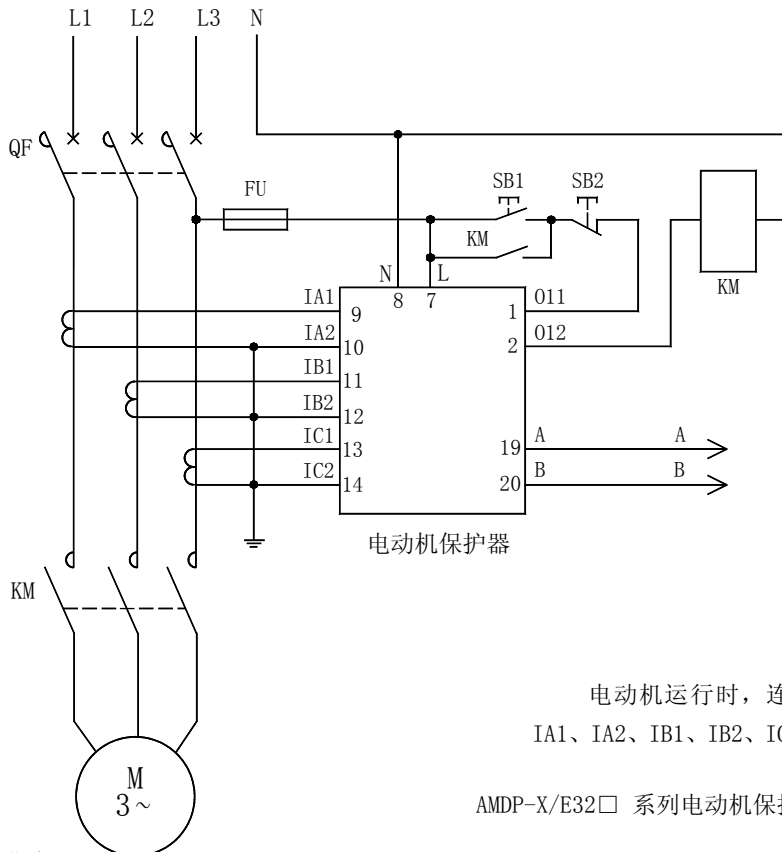 L1 L2 L3 N
QF
FU
SB1 SB2
KM
KM
N L
8 7
IA1 9
IA2 10
IB1 11
IB2 12
IC1 13
IC2 14
1 O11
2 O12
19 A A
20 B B
电动机保护器
KM
电动机运行时，连
IA1、IA2、IB1、IB2、IC
M
3~
AMDP-X/E32□ 系列电动机保护